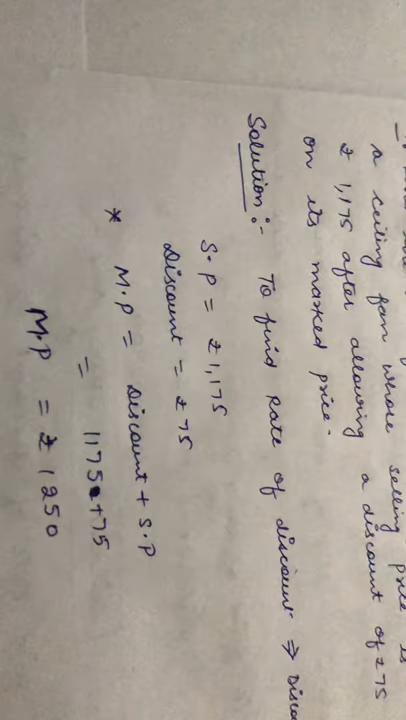 a ceiling fan whose selling price is
₹ 1,175 after allowing a discount of ₹75
on its marked price.
Solution :- To find Rate of discount ⇒
S.P = ₹1,175
Discount = ₹75
* M.P = Discount + S.P
= 1175+75
M.P = ₹1250